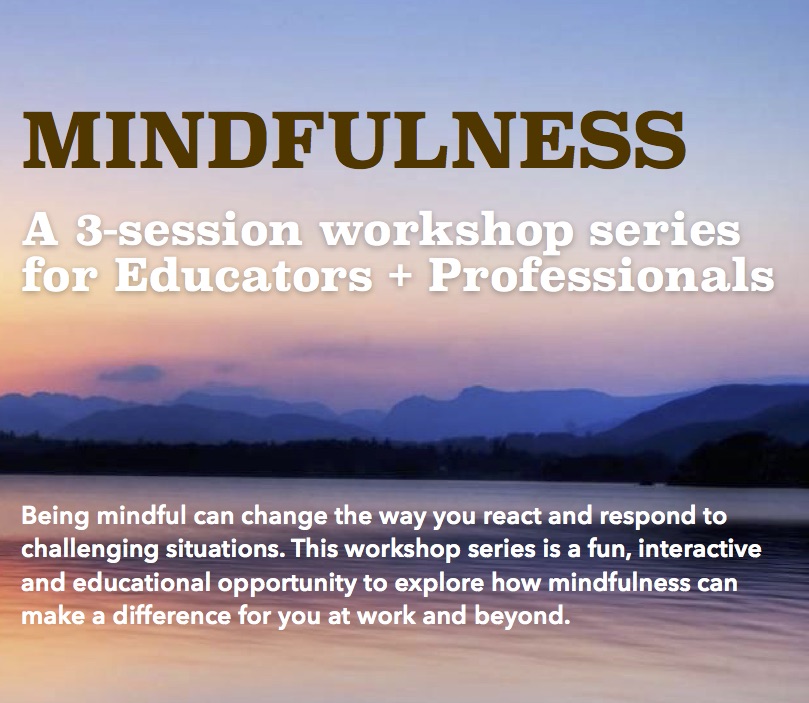 MINDFULNESS
A 3-session workshop series
for Educators + Professionals
Being mindful can change the way you react and respond to
challenging situations. This workshop series is a fun, interactive
and educational opportunity to explore how mindfulness can
make a difference for you at work and beyond.